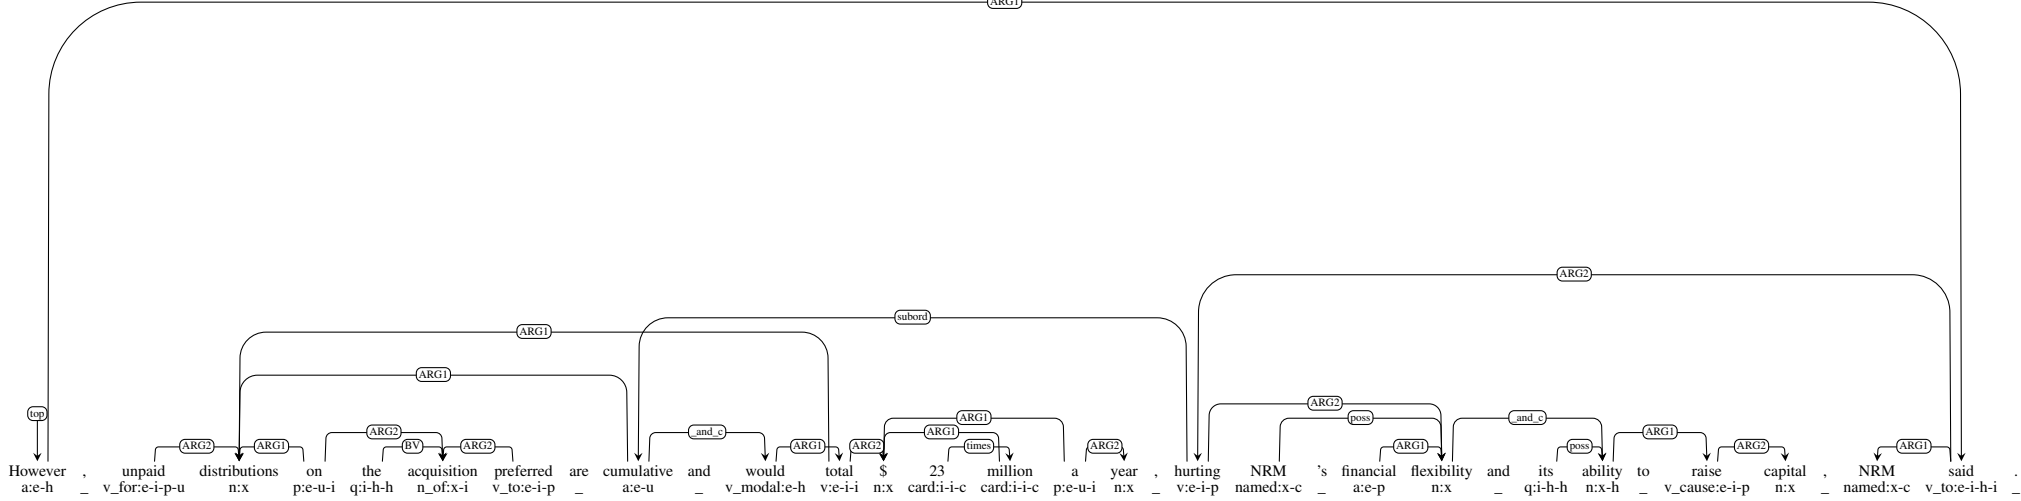 ARG1
ARG2
subord
ARG1
ARG1
ARG2
top
poss
ARG1
_and_c
ARG2
_and_c
ARG1
ARG1
ARG2
ARG1
BV
ARG2
ARG1
ARG2
times
ARG2
ARG1
poss
ARG2
ARG1
However , unpaid distributions on the acquisition preferred are cumulative and would total $ 23 million a year , hurting NRM 's financial flexibility and its ability to raise capital , NRM said .
a:e-h _ v_for:e-i-p-u n:x p:e-u-i q:i-h-h n_of:x-i v_to:e-i-p _ a:e-u _ v_modal:e-h v:e-i-i n:x card:i-i-c card:i-i-c p:e-u-i n:x _ v:e-i-p named:x-c _ a:e-p n:x _ q:i-h-h n:x-h _ v_cause:e-i-p n:x _ named:x-c v_to:e-i-h-i _